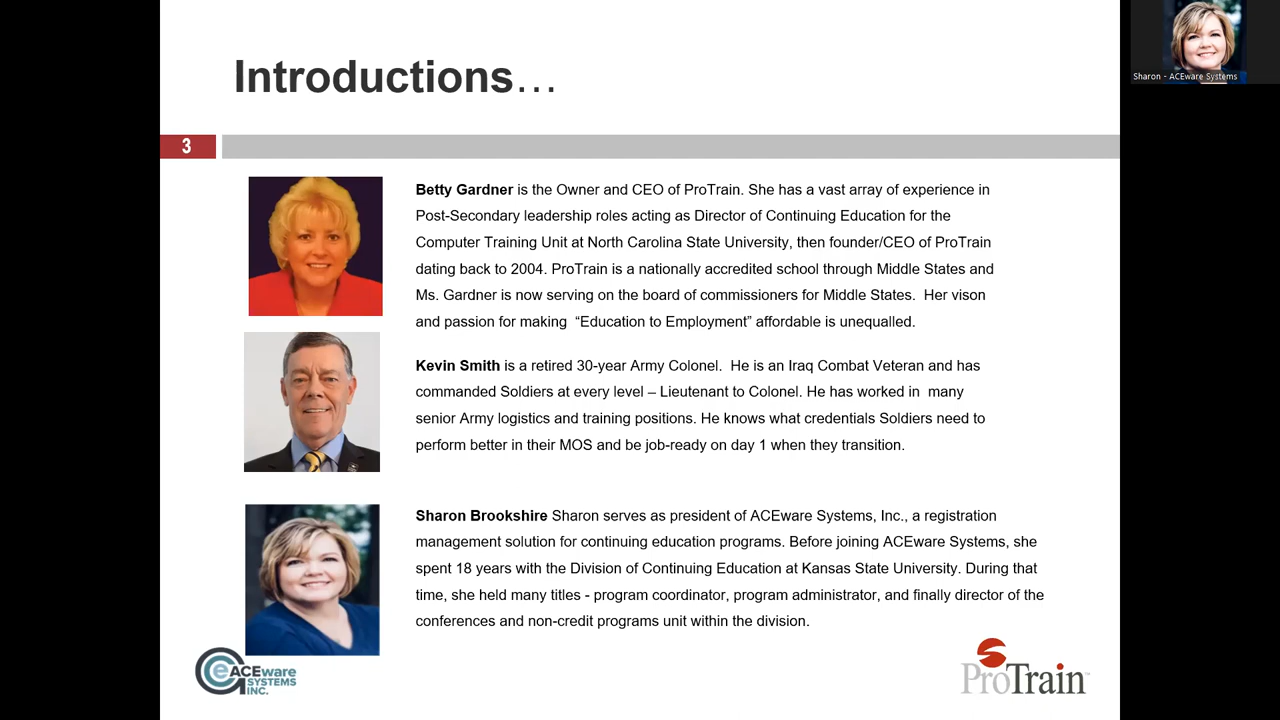 Sharon - ACEware Systems
Introductions…
3
Betty Gardner is the Owner and CEO of ProTrain. She has a vast array of experience in
Post-Secondary leadership roles acting as Director of Continuing Education for the
Computer Training Unit at North Carolina State University, then founder/CEO of ProTrain
dating back to 2004. ProTrain is a nationally accredited school through Middle States and
Ms. Gardner is now serving on the board of commissioners for Middle States.  Her vison
and passion for making  “Education to Employment” affordable is unequalled.
Kevin Smith is a retired 30-year Army Colonel.  He is an Iraq Combat Veteran and has
commanded Soldiers at every level – Lieutenant to Colonel. He has worked in  many
senior Army logistics and training positions. He knows what credentials Soldiers need to
perform better in their MOS and be job-ready on day 1 when they transition.
Sharon Brookshire Sharon serves as president of ACEware Systems, Inc., a registration
management solution for continuing education programs. Before joining ACEware Systems, she
spent 18 years with the Division of Continuing Education at Kansas State University. During that
time, she held many titles - program coordinator, program administrator, and finally director of the
conferences and non-credit programs unit within the division.
ACEware
SYSTEMS
INC.
ProTrain